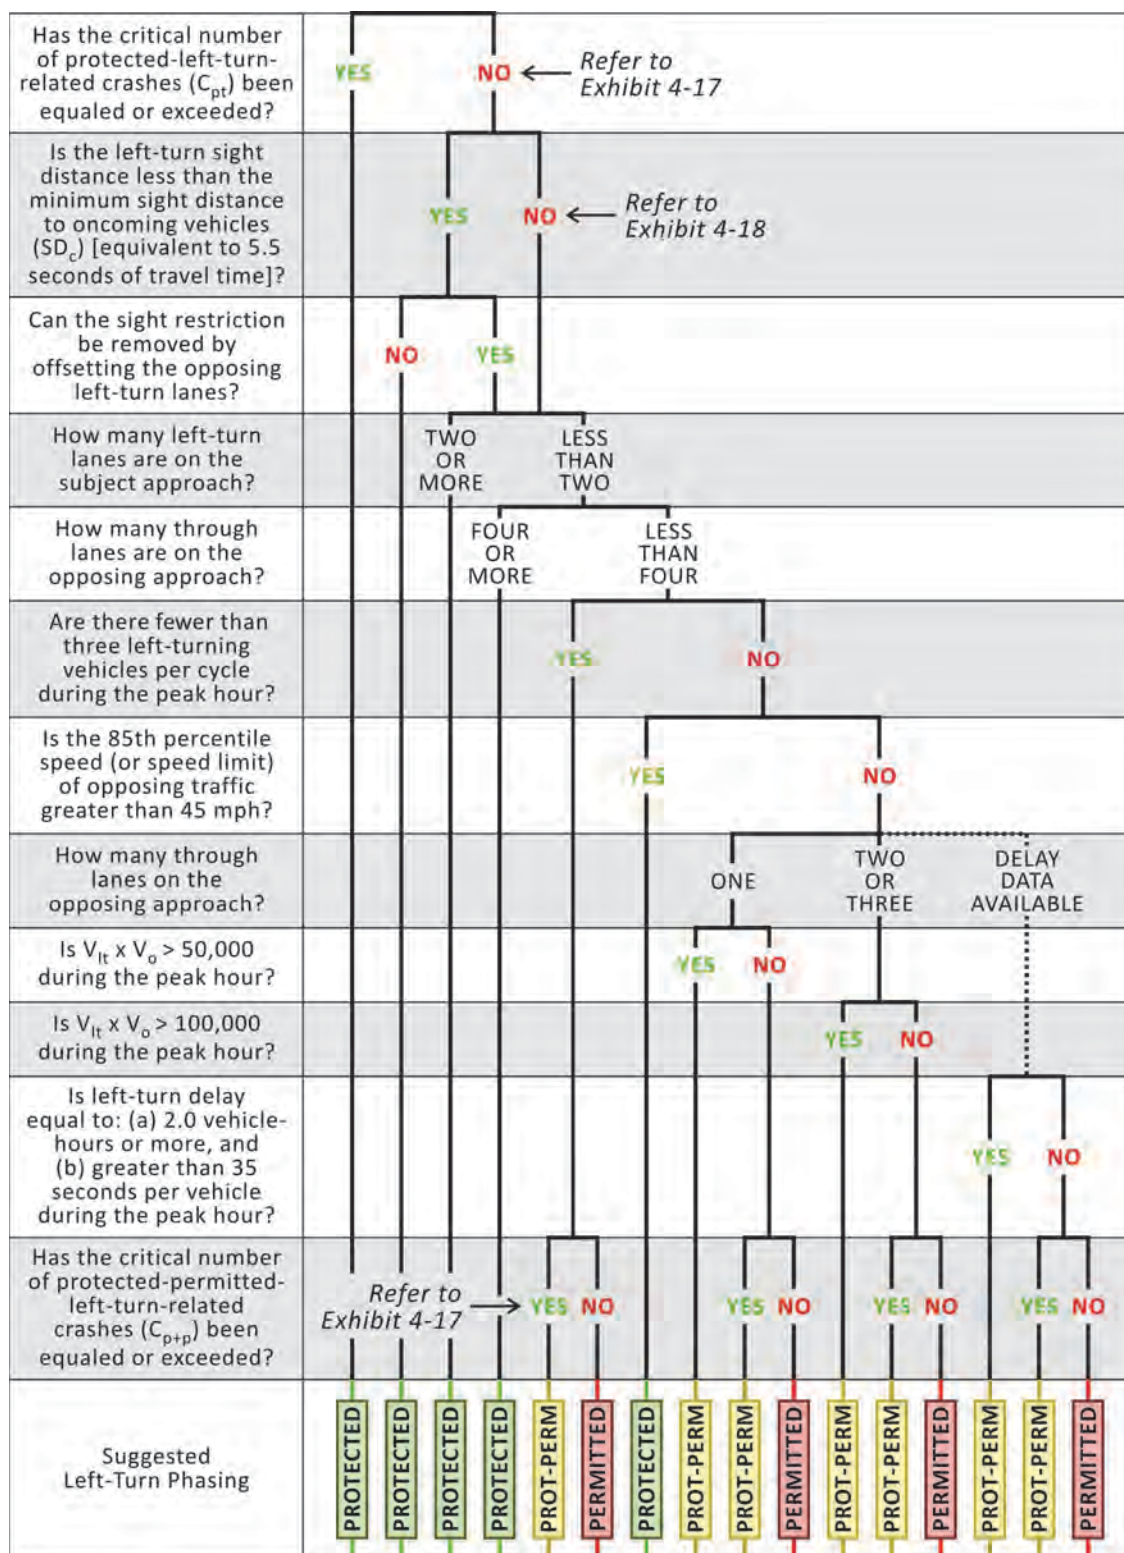 Has the critical number
of protected-left-turn-
related crashes (Cpt) been
equaled or exceeded?
YES
NO
Refer to
Exhibit 4-17
Is the left-turn sight
distance less than the
minimum sight distance
to oncoming vehicles
(SDc) [equivalent to 5.5
seconds of travel time]?
YES
NO
Refer to
Exhibit 4-18
Can the sight restriction
be removed by
offsetting the opposing
left-turn lanes?
NO
YES
How many left-turn
lanes are on the
subject approach?
TWO
OR
MORE
LESS
THAN
TWO
How many through
lanes are on the
opposing approach?
FOUR
OR
MORE
LESS
THAN
FOUR
Are there fewer than
three left-turning
vehicles per cycle
during the peak hour?
YES
NO
Is the 85th percentile
speed (or speed limit)
of opposing traffic
greater than 45 mph?
YES
NO
How many through
lanes on the
opposing approach?
ONE
TWO
OR
THREE
DELAY
DATA
AVAILABLE
Is Vlt x Vo > 50,000
during the peak hour?
YES
NO
Is Vlt x Vo > 100,000
during the peak hour?
YES
NO
Is left-turn delay
equal to: (a) 2.0 vehicle-
hours or more, and
(b) greater than 35
seconds per vehicle
during the peak hour?
YES
NO
Has the critical number
of protected-permitted-
left-turn-related
crashes (Cp+p) been
equaled or exceeded?
Refer to
Exhibit 4-17
YES
NO
YES
NO
YES
NO
YES
NO
Suggested
Left-Turn Phasing
PROTECTED
PROTECTED
PROTECTED
PROTECTED
PROT-PERM
PERMITTED
PROTECTED
PROT-PERM
PROT-PERM
PERMITTED
PROT-PERM
PROT-PERM
PERMITTED
PROT-PERM
PROT-PERM
PERMITTED